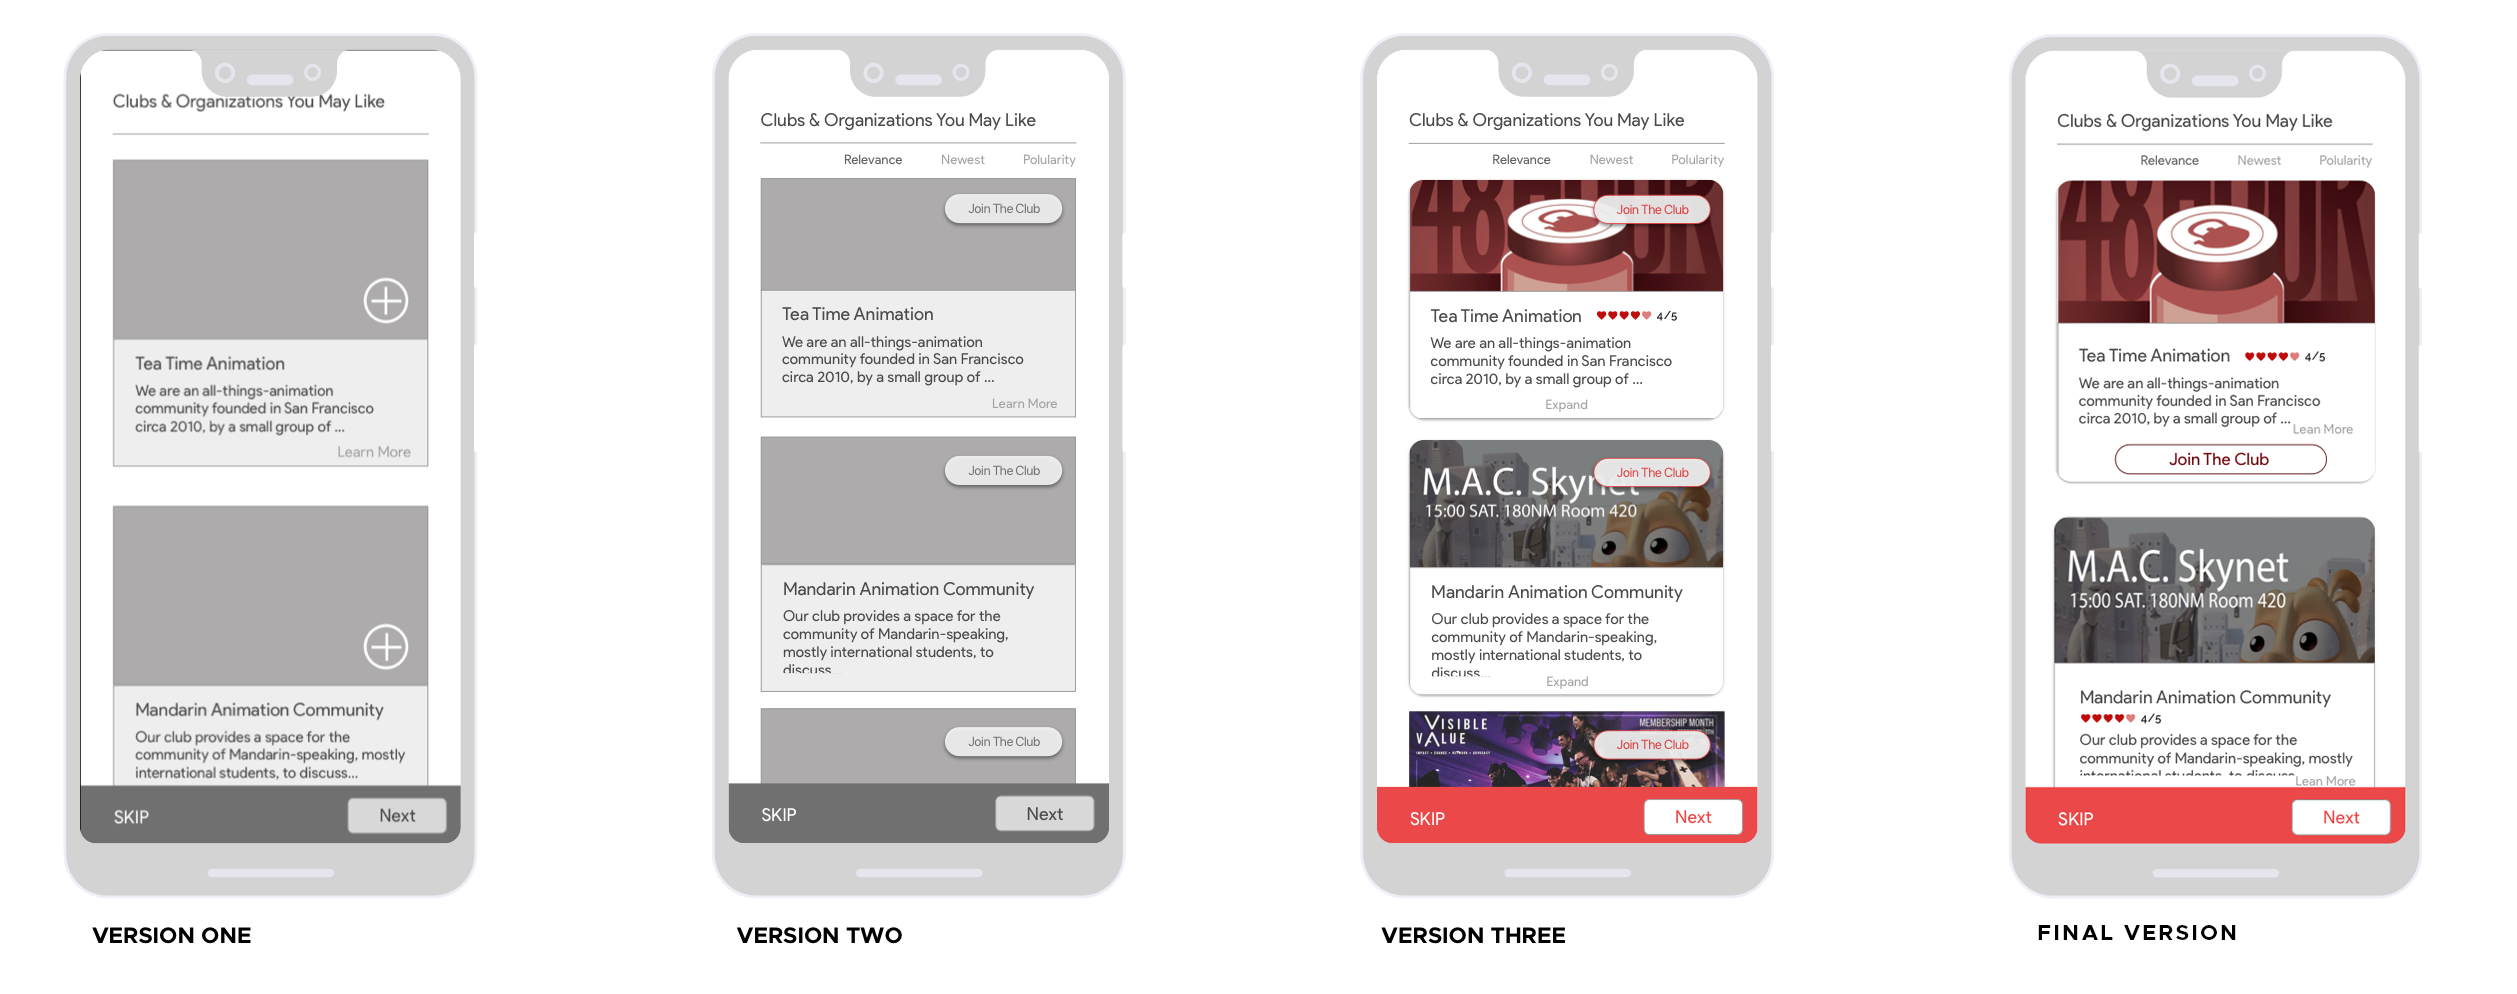 Clubs & Organizations You May Like
Tea Time Animation
We are an all-things-animation
community founded in San Francisco
circa 2010, by a small group of ...
Learn More
Mandarin Animation Community
Our club provides a space for the
community of Mandarin-speaking, mostly
international students, to discuss...
SKIP
Next
VERSION ONE
Clubs & Organizations You May Like
Relevance Newest Polularity
Join The Club
Tea Time Animation
We are an all-things-animation
community founded in San Francisco
circa 2010, by a small group of ...
Learn More
Join The Club
Mandarin Animation Community
Our club provides a space for the
community of Mandarin-speaking,
mostly international students, to
discuss...
Join The Club
SKIP
Next
VERSION TWO
Clubs & Organizations You May Like
Relevance Newest Polularity
48 HOUR
Join The Club
Tea Time Animation 4/5
We are an all-things-animation
community founded in San Francisco
circa 2010, by a small group of ...
Expand
Join The Club
M.A.C. Skynet
15:00 SAT. 180NM Room 420
Mandarin Animation Community
Our club provides a space for the
community of Mandarin-speaking,
mostly international students, to
discuss...
Expand
VISIBLE
VALUE
MEMBERSHIP MONTH
Join The Club
SKIP
Next
VERSION THREE
Clubs & Organizations You May Like
Relevance Newest Polularity
48 HOUR
Tea Time Animation 4/5
We are an all-things-animation
community founded in San Francisco
circa 2010, by a small group of ...
Lean More
Join The Club
M.A.C. Skynet
15:00 SAT. 180NM Room 420
Mandarin Animation Community
4/5
Our club provides a space for the
community of Mandarin-speaking, mostly
international students, to discuss...
Lean More
SKIP
Next
FINAL VERSION